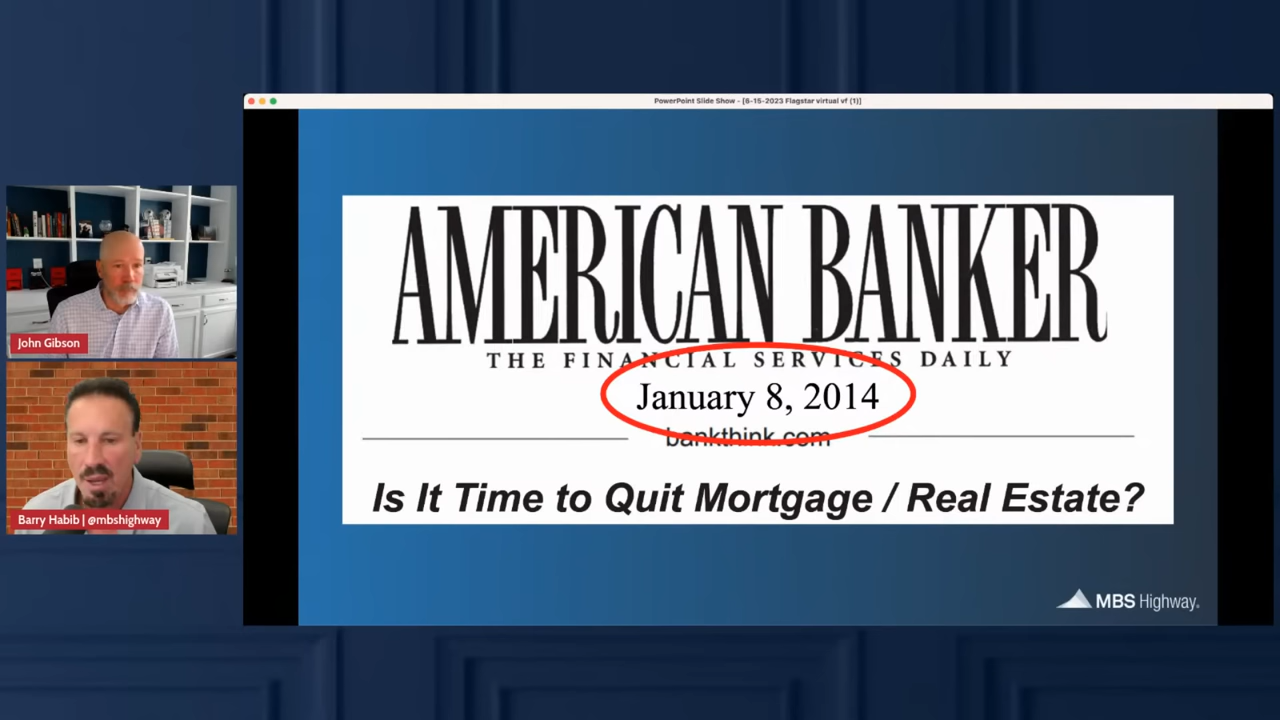 PowerPoint Slide Show - [8-15-2023 Flagstar virtual vf (1)]
AMERICAN BANKER
THE FINANCIAL SERVICES DAILY
January 8, 2014
bankthink.com
Is It Time to Quit Mortgage / Real Estate?
MBS Highway.
John Gibson
Barry Habib | @mbshighway